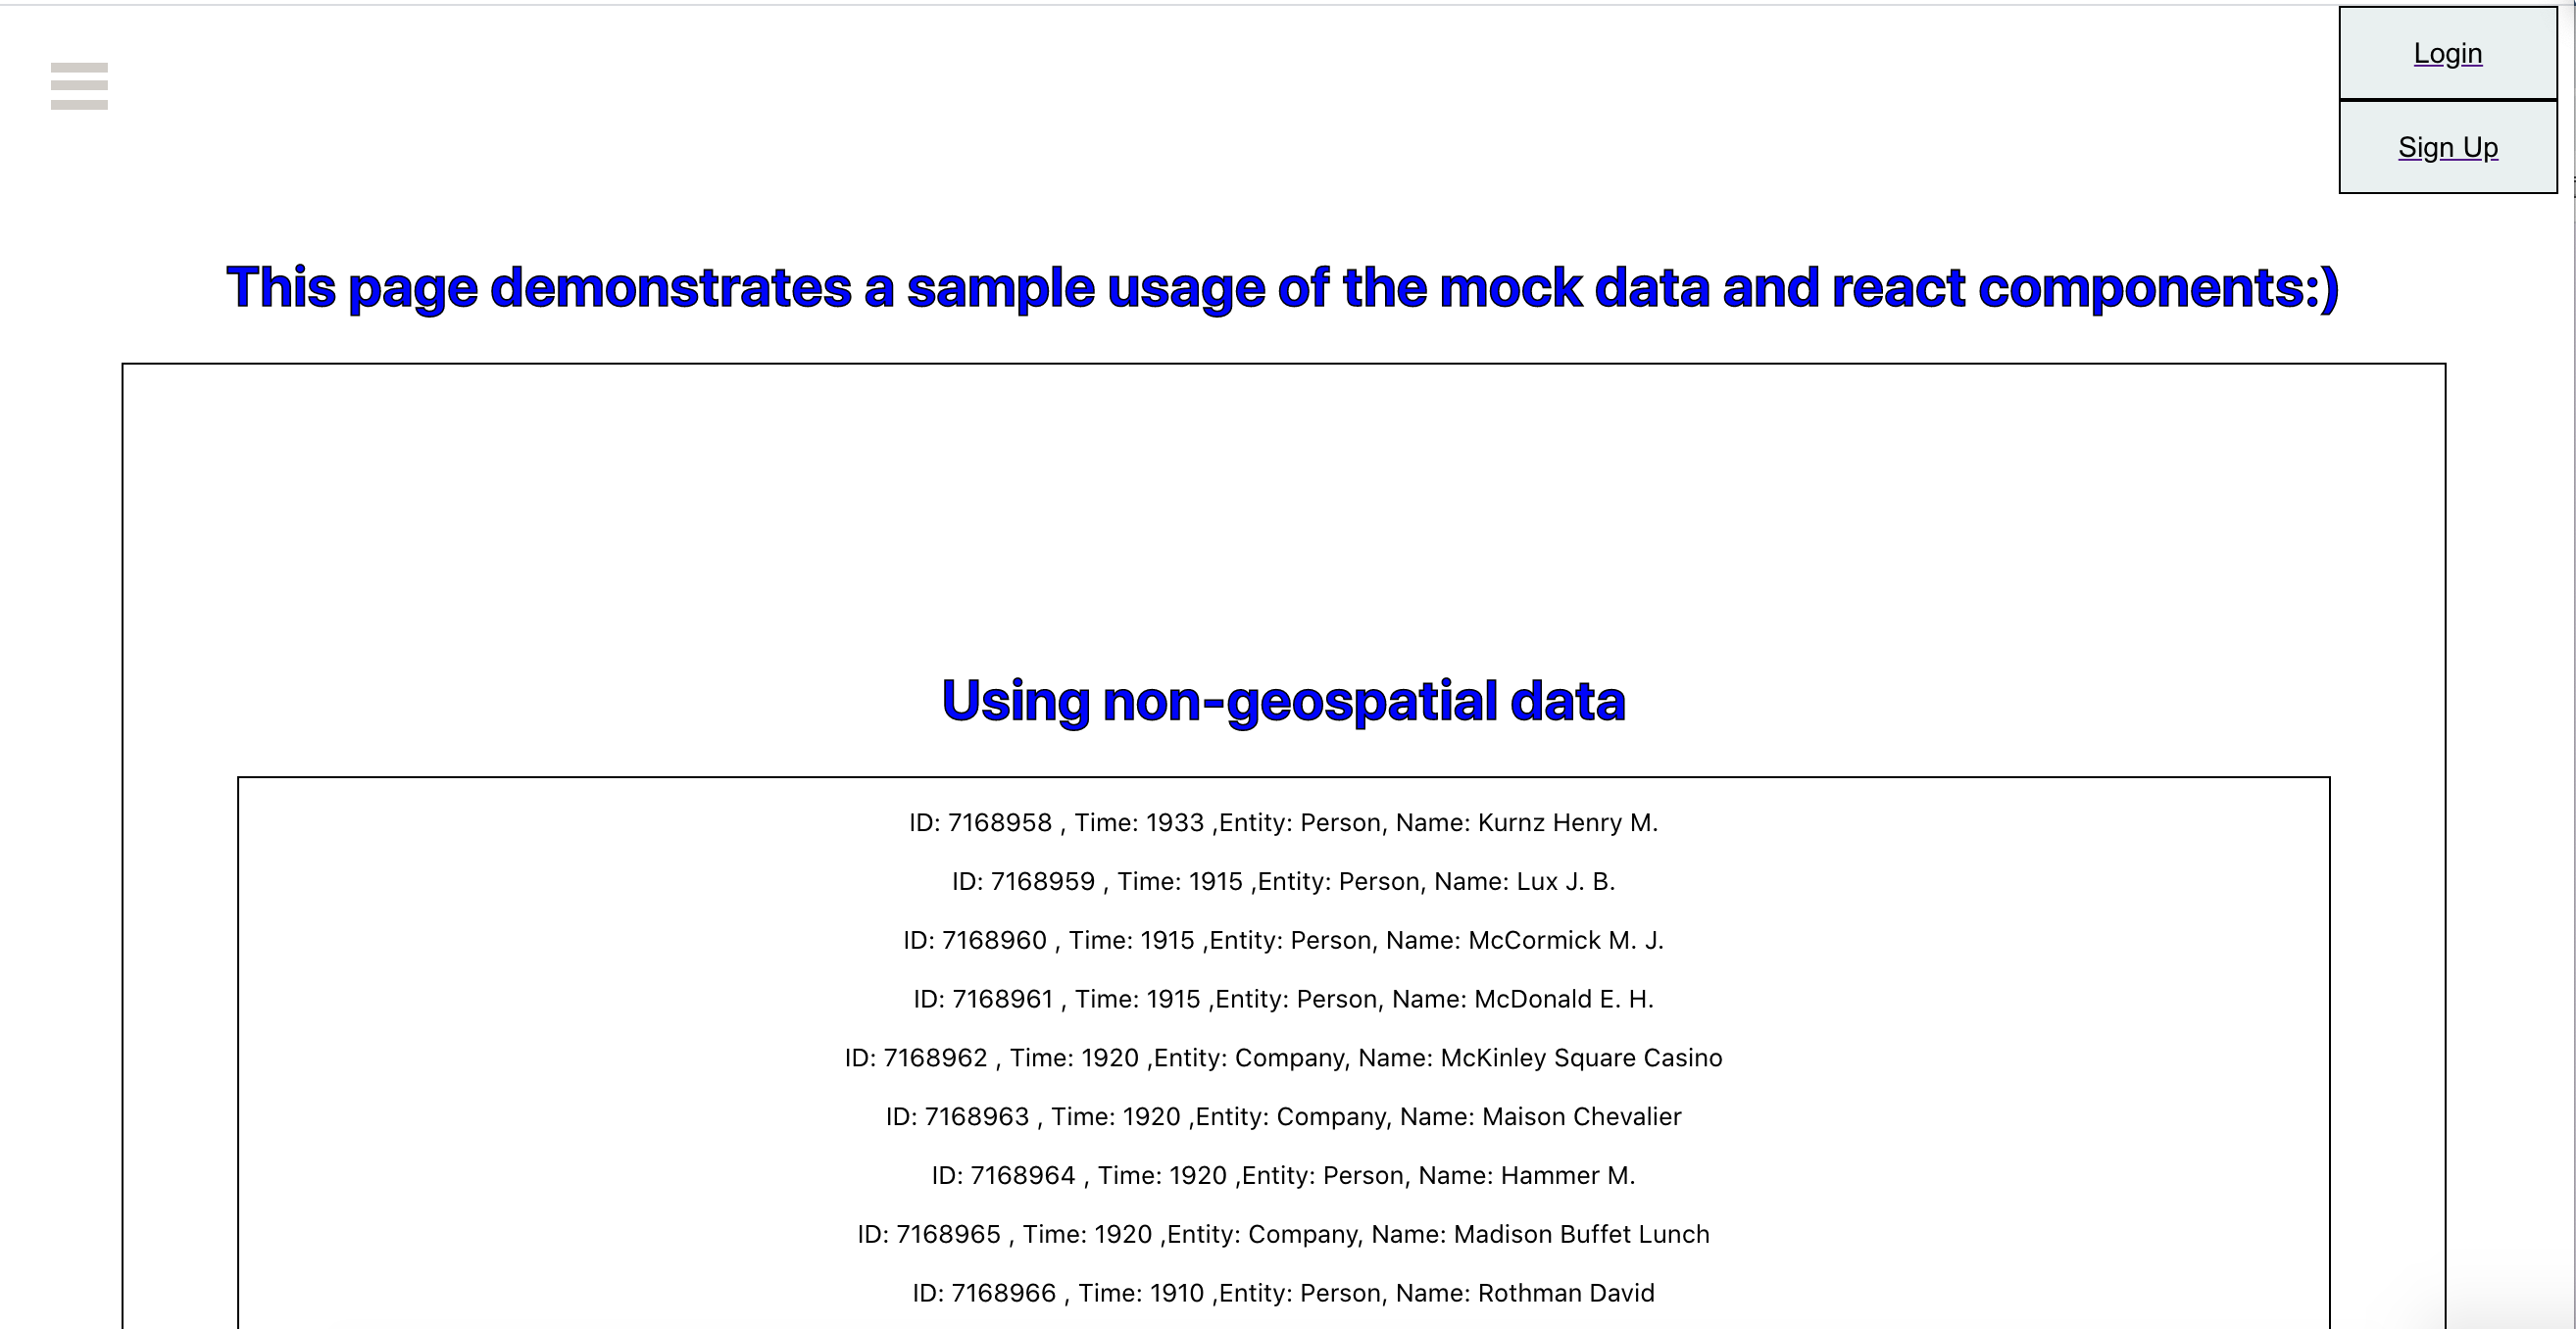 Login
Sign Up
This page demonstrates a sample usage of the mock data and react components:)
Using non-geospatial data
ID: 7168958 , Time: 1933 ,Entity: Person, Name: Kurnz Henry M.
ID: 7168959 , Time: 1915 ,Entity: Person, Name: Lux J. B.
ID: 7168960 , Time: 1915 ,Entity: Person, Name: McCormick M. J.
ID: 7168961 , Time: 1915 ,Entity: Person, Name: McDonald E. H.
ID: 7168962 , Time: 1920 ,Entity: Company, Name: McKinley Square Casino
ID: 7168963 , Time: 1920 ,Entity: Company, Name: Maison Chevalier
ID: 7168964 , Time: 1920 ,Entity: Person, Name: Hammer M.
ID: 7168965 , Time: 1920 ,Entity: Company, Name: Madison Buffet Lunch
ID: 7168966 , Time: 1910 ,Entity: Person, Name: Rothman David